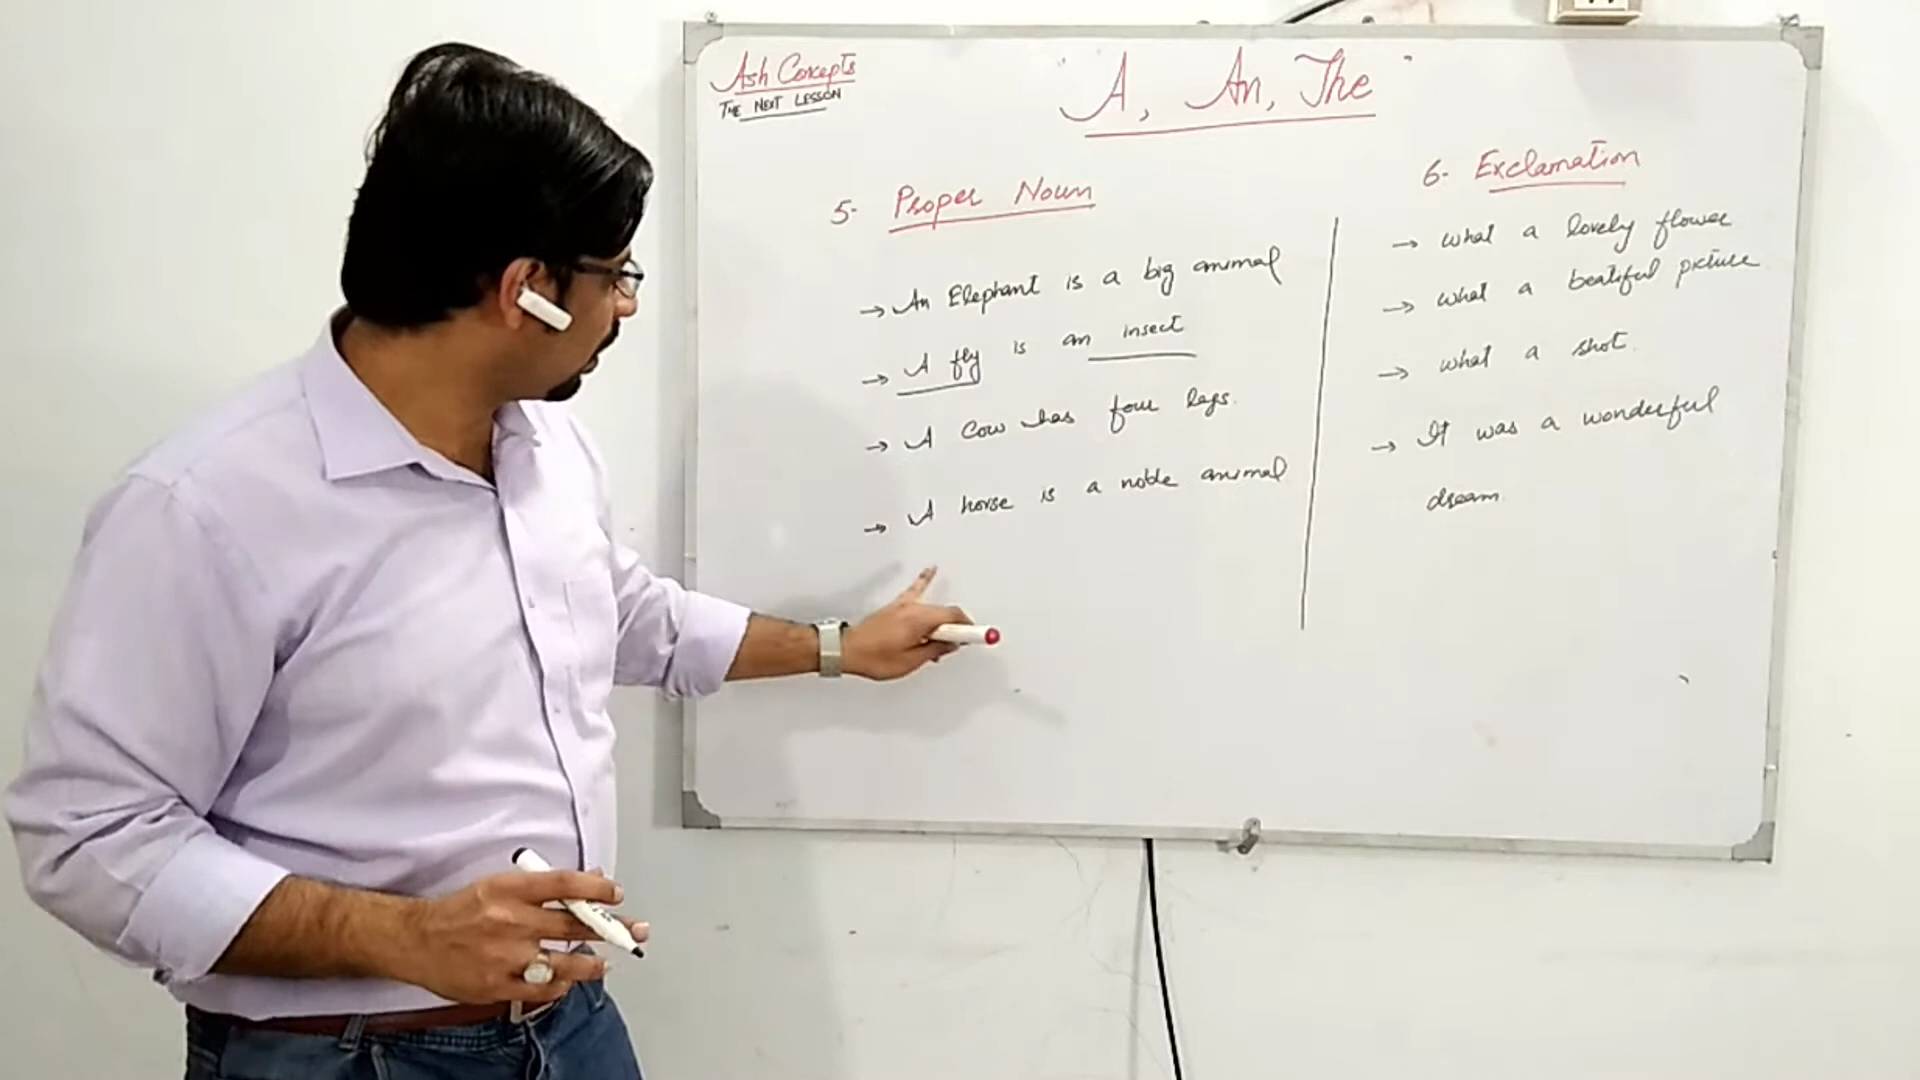 Ash Concepts
THE NEXT LESSON
"A, An, The"
5- Proper Noun
→ An Elephant is a big animal
→ A fly is an insect
→ A Cow has four legs.
→ A horse is a noble animal
6- Exclamation
→ what a lovely flower
→ what a beatiful picture
→ what a shot.
→ It was a wonderful
dream.